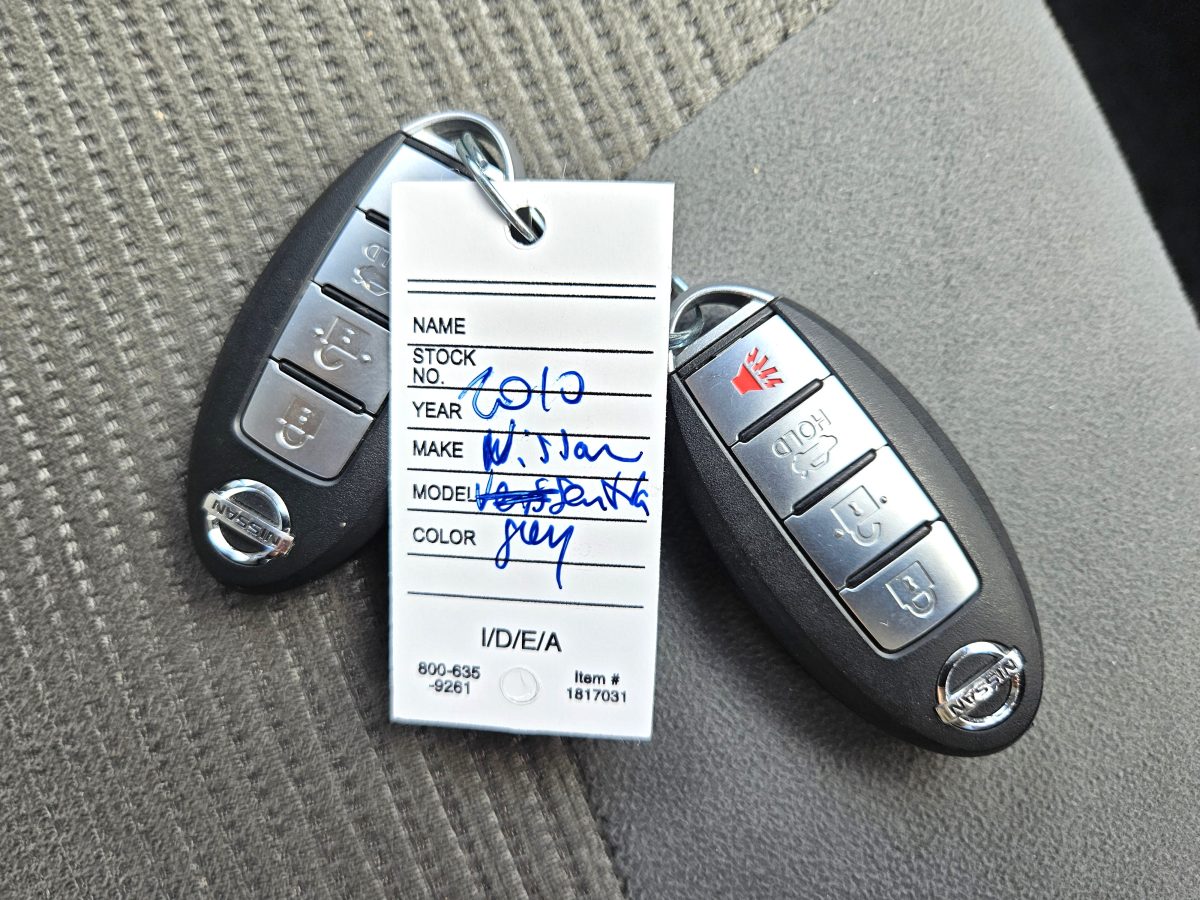 NAME
STOCK
NO.
YEAR 2010
MAKE Nissan
MODEL Sentra
COLOR grey
I/D/E/A
800-635
-9261
Item #
1817031
HOLD
HOLD
NISSAN
NISSAN